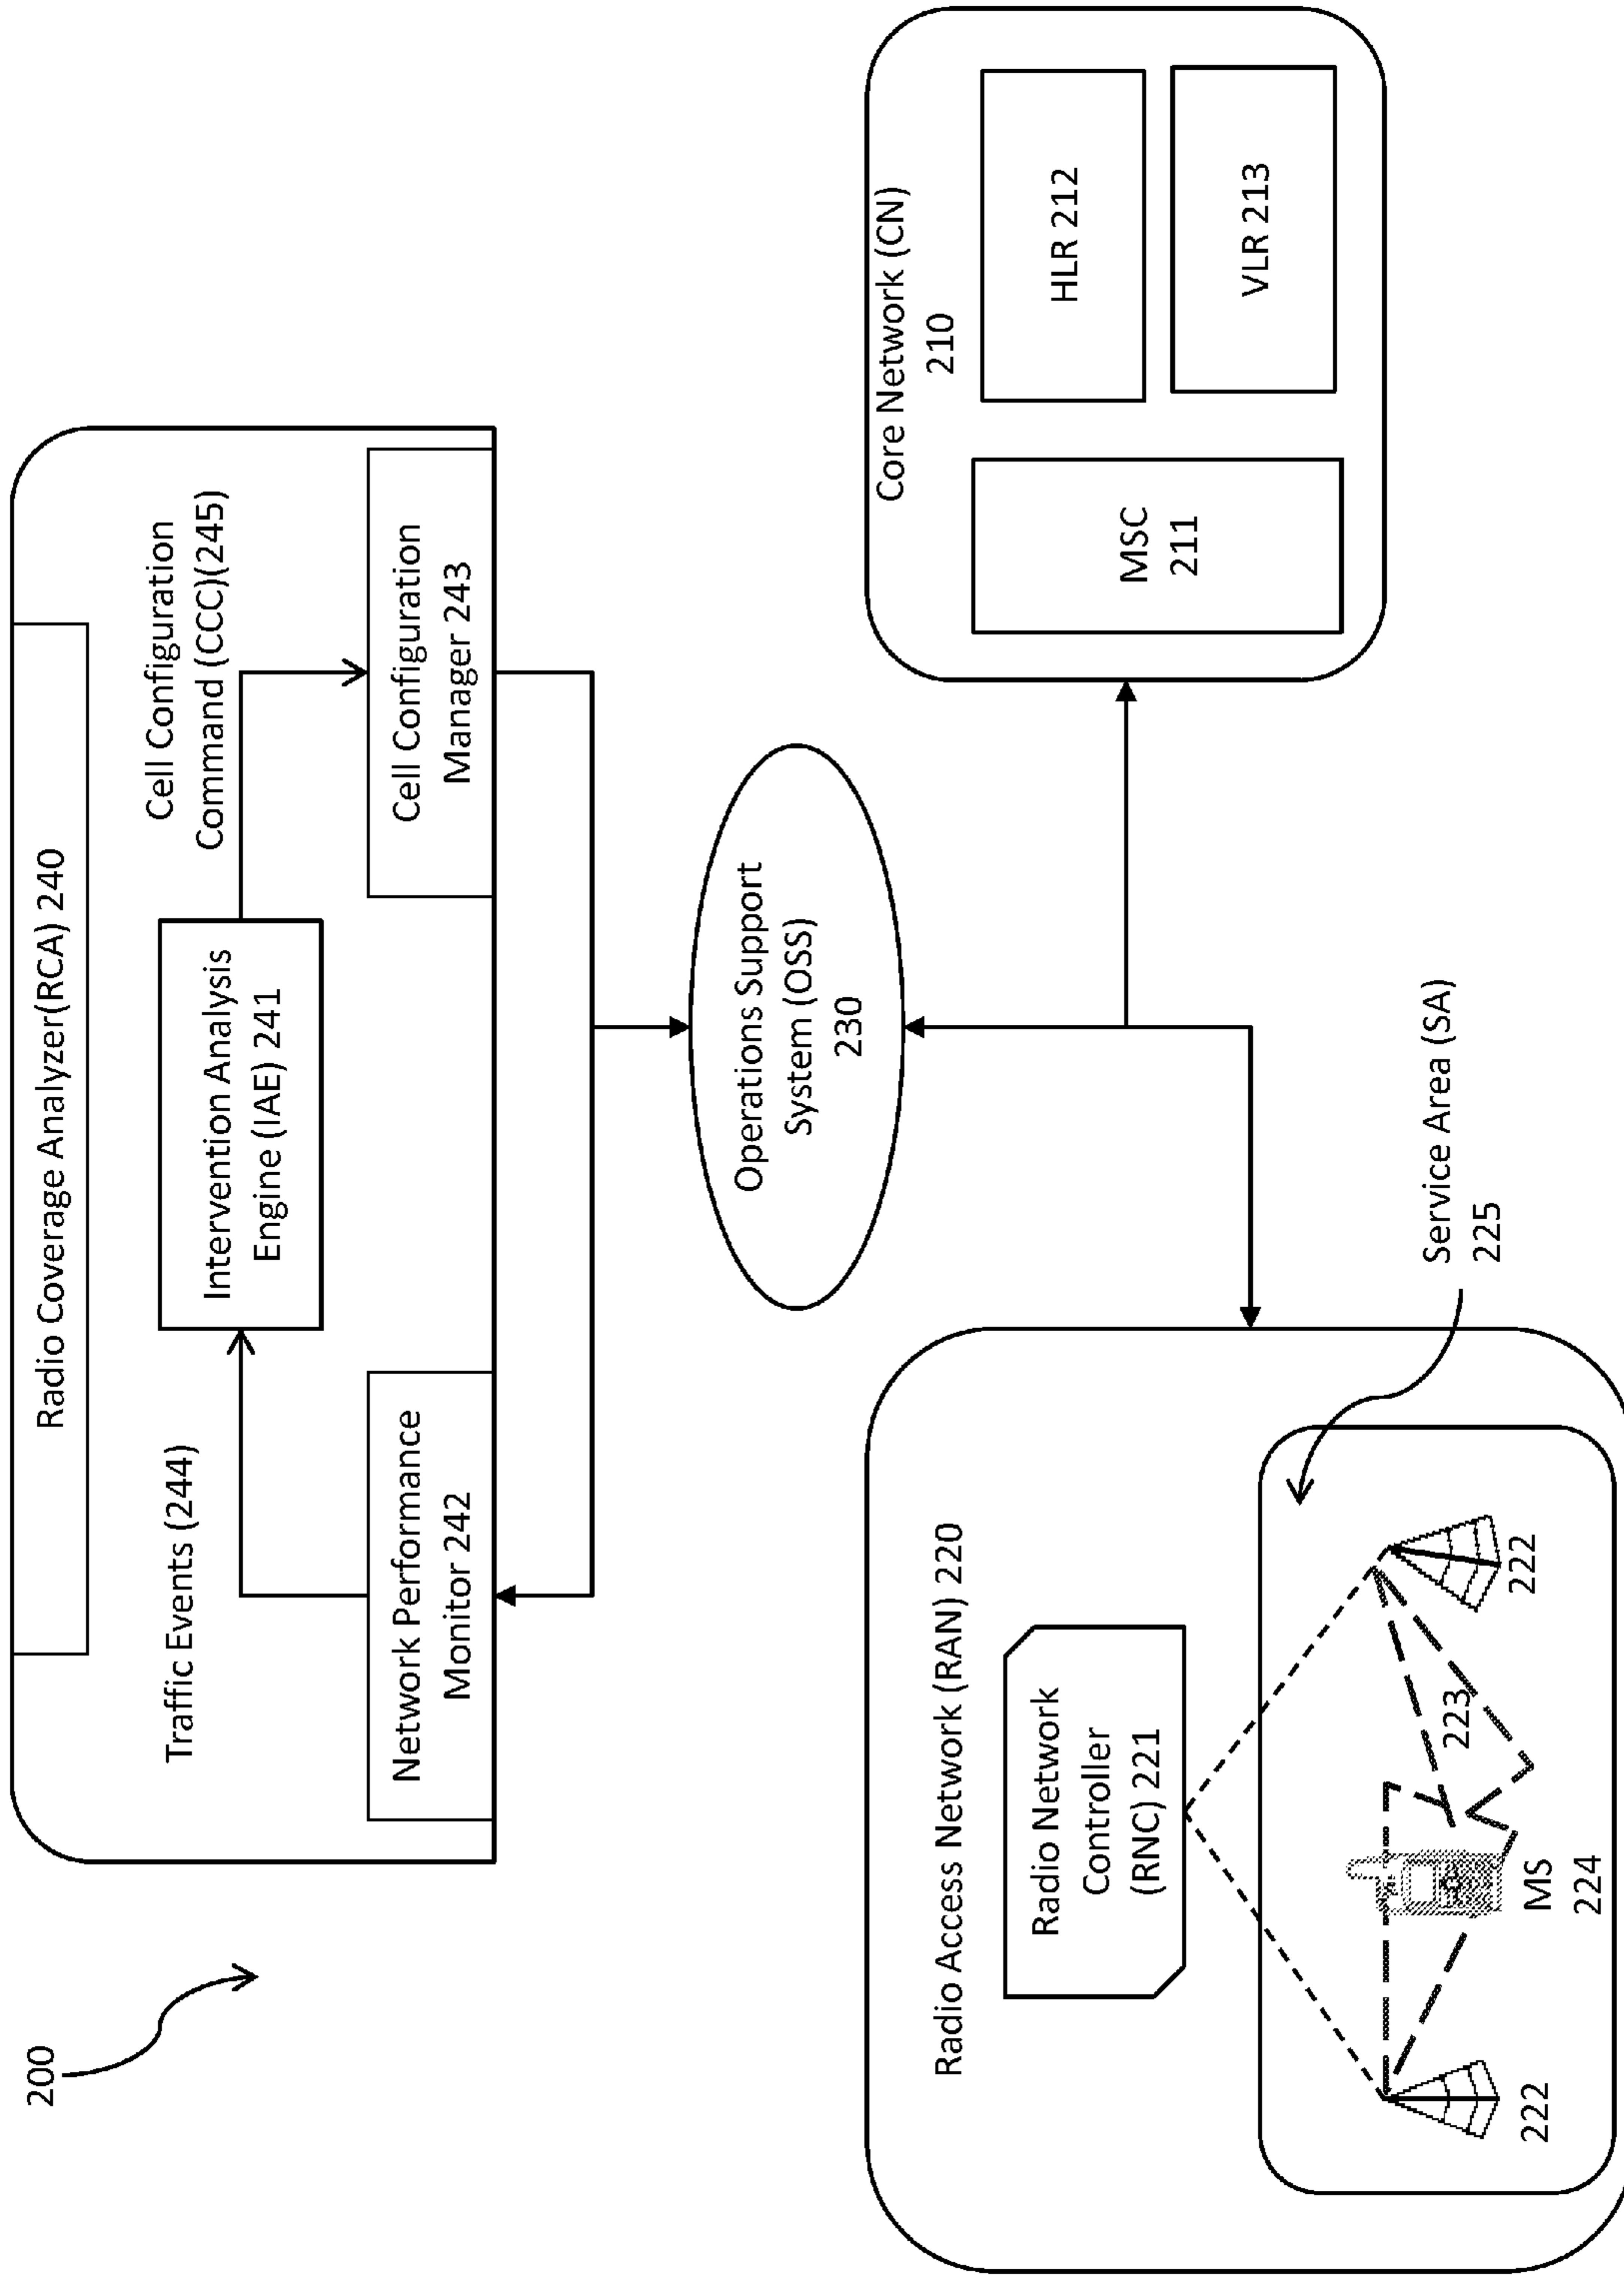 200
Radio Coverage Analyzer(RCA) 240
Traffic Events (244)
Intervention Analysis
Engine (IAE) 241
Cell Configuration
Command (CCC)(245)
Network Performance
Monitor 242
Cell Configuration
Manager 243
Operations Support
System (OSS)
230
Radio Access Network (RAN) 220
Radio Network
Controller
(RNC) 221
222
MS
224
223
222
Service Area (SA)
225
Core Network (CN)
210
MSC
211
HLR 212
VLR 213